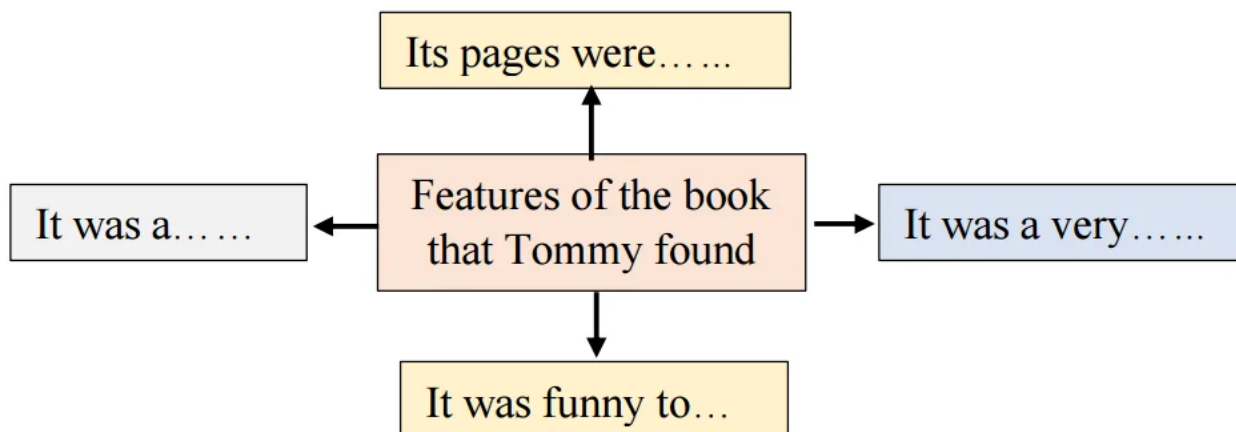 Its pages were…...
Features of the book
that Tommy found
It was a……
It was a very…...
It was funny to…